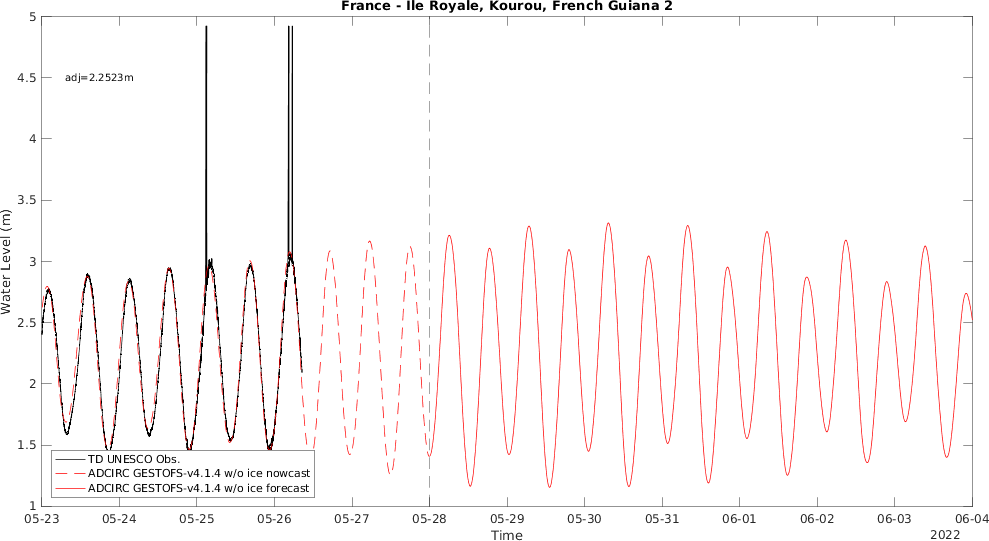 France - Ile Royale, Kourou, French Guiana 2
5
4.5
4
3.5
3
2.5
2
1.5
1
Water Level (m)
adj=2.2523m
TD UNESCO Obs.
ADCIRC GESTOFS-v4.1.4 w/o ice nowcast
ADCIRC GESTOFS-v4.1.4 w/o ice forecast
05-23 05-24 05-25 05-26 05-27 05-28 05-29 05-30 05-31 06-01 06-02 06-03 06-04
Time
2022